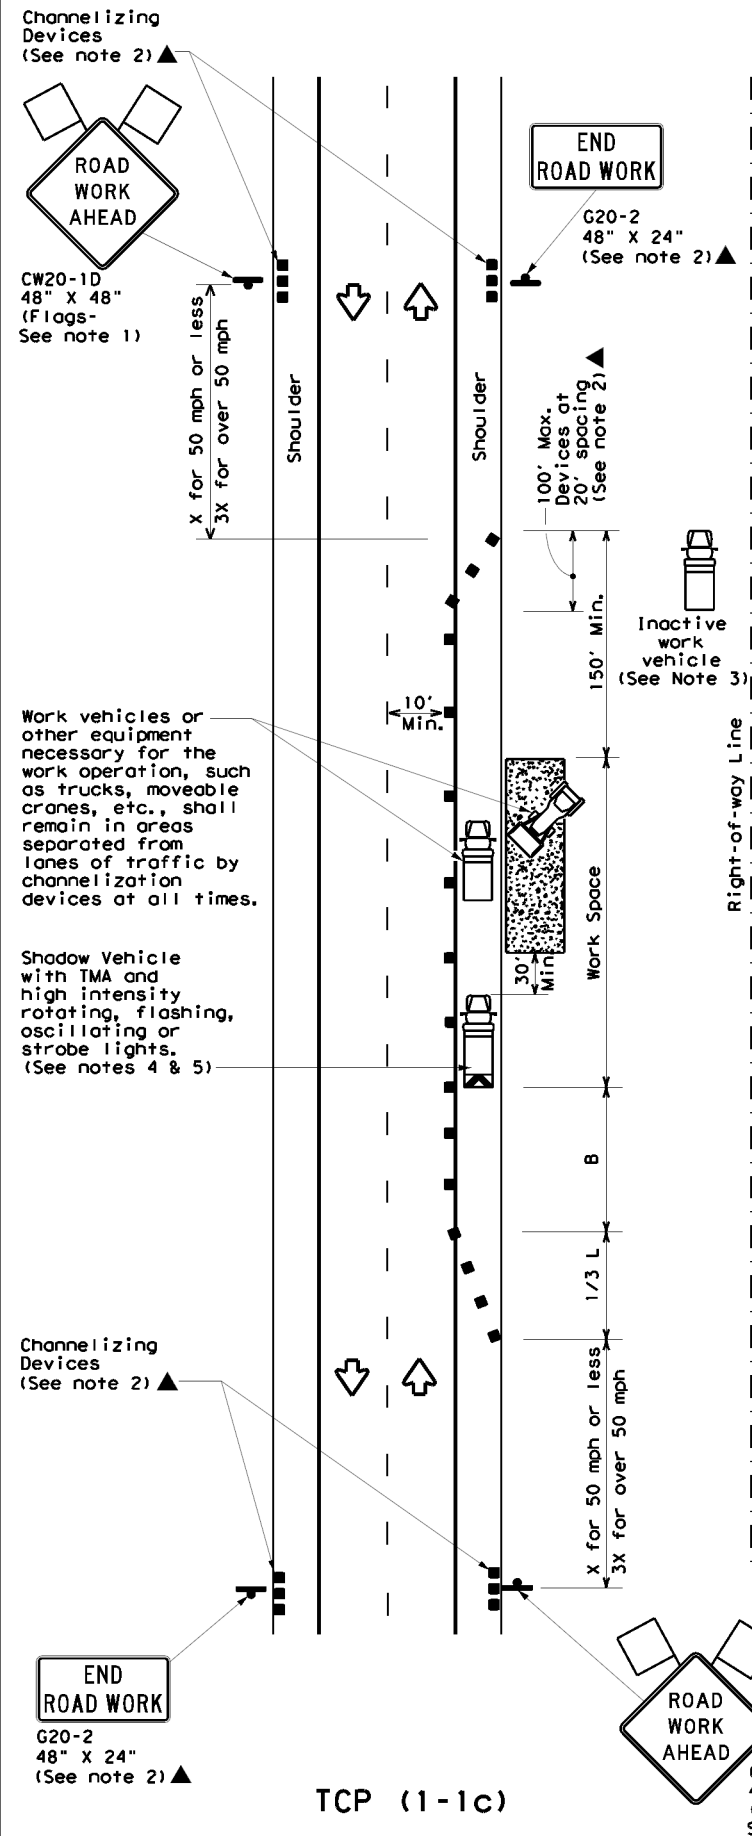 Channelizing
Devices
(See note 2)▲
ROAD
WORK
AHEAD
CW20-1D
48" X 48"
(Flags-
See note 1)
END
ROAD WORK
G20-2
48" X 24"
(See note 2)▲
X for 50 mph or less
3X for over 50 mph
Shoulder
Shoulder
100' Max.
Devices at
20' spacing
(See note 2)▲
150' Min.
Inactive
work
vehicle
(See Note 3)
10'
Min.
Right-of-way Line
Work vehicles or
other equipment
necessary for the
work operation, such
as trucks, moveable
cranes, etc., shall
remain in areas
separated from
lanes of traffic by
channelization
devices at all times.
Work Space
30'
Min.
Shadow Vehicle
with TMA and
high intensity
rotating, flashing,
oscillating or
strobe lights.
(See notes 4 & 5)
B
1/3 L
Channelizing
Devices
(See note 2)▲
X for 50 mph or less
3X for over 50 mph
END
ROAD WORK
G20-2
48" X 24"
(See note 2)▲
ROAD
WORK
AHEAD
TCP (1-1c)